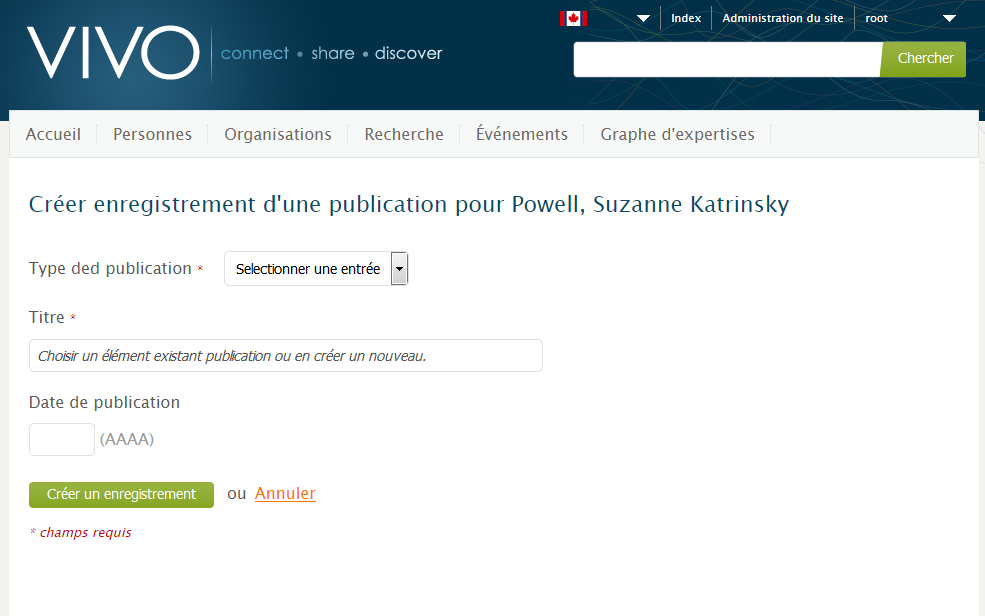 VIVO connect • share • discover
Index Administration du site root
Chercher
Accueil Personnes Organisations Recherche Événements Graphe d'expertises
Créer enregistrement d'une publication pour Powell, Suzanne Katrinsky
Type ded publication * Selectionner une entrée
Titre *
Choisir un élément existant publication ou en créer un nouveau.
Date de publication
(AAAA)
Créer un enregistrement ou Annuler
* champs requis